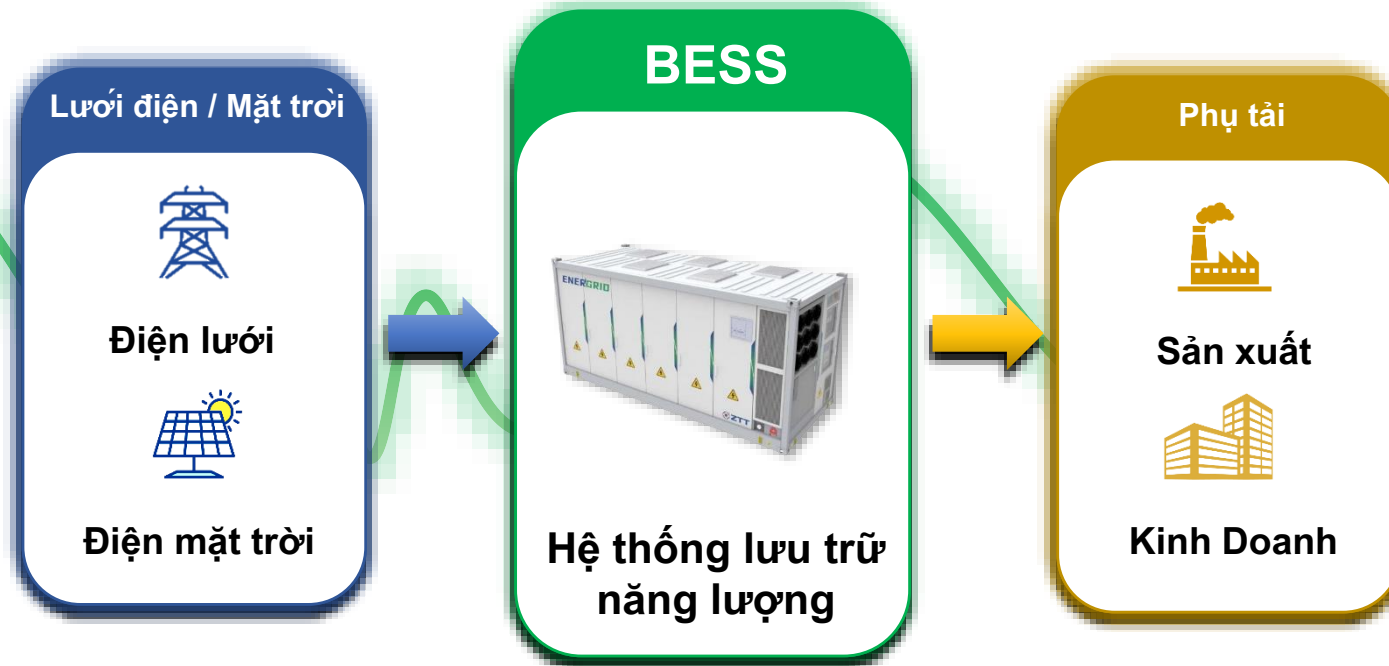 Lưới điện / Mặt trời
Điện lưới
Điện mặt trời
BESS
ENERGRID
ZTT
Hệ thống lưu trữ
năng lượng
Phụ tải
Sản xuất
Kinh Doanh